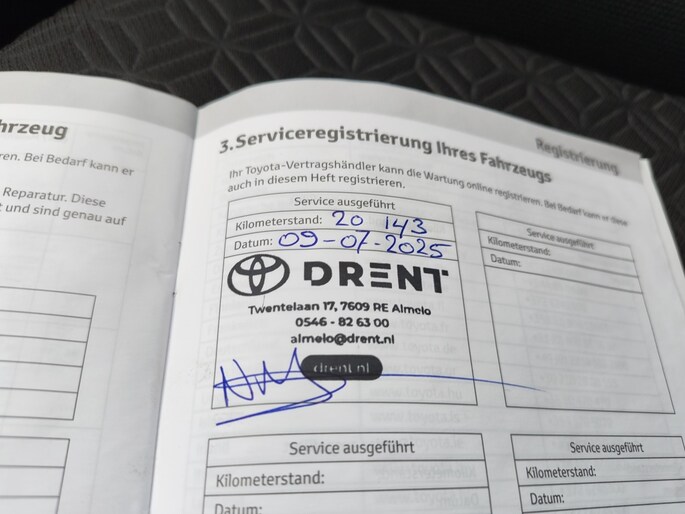 hrzeug
ren. Bei Bedarf kann er
Reparatur. Diese
t und sind genau auf
Registrierung
3.Serviceregistrierung Ihres Fahrzeugs
Ihr Toyota-Vertragshändler kann die Wartung online registrieren. Bei Bedarf kann er diese
auch in diesem Heft registrieren.
Service ausgeführt
Kilometerstand: 20 143
Datum: 09-07-2025
DRENT
Twentelaan 17, 7609 RE Almelo
0546 - 82 63 00
almelo@drent.nl
drent.nl
Service ausgeführt
Kilometerstand:
Datum:
Service ausgeführt
Kilometerstand:
Datum:
Service ausgeführt
Kilometerstand:
Datum: